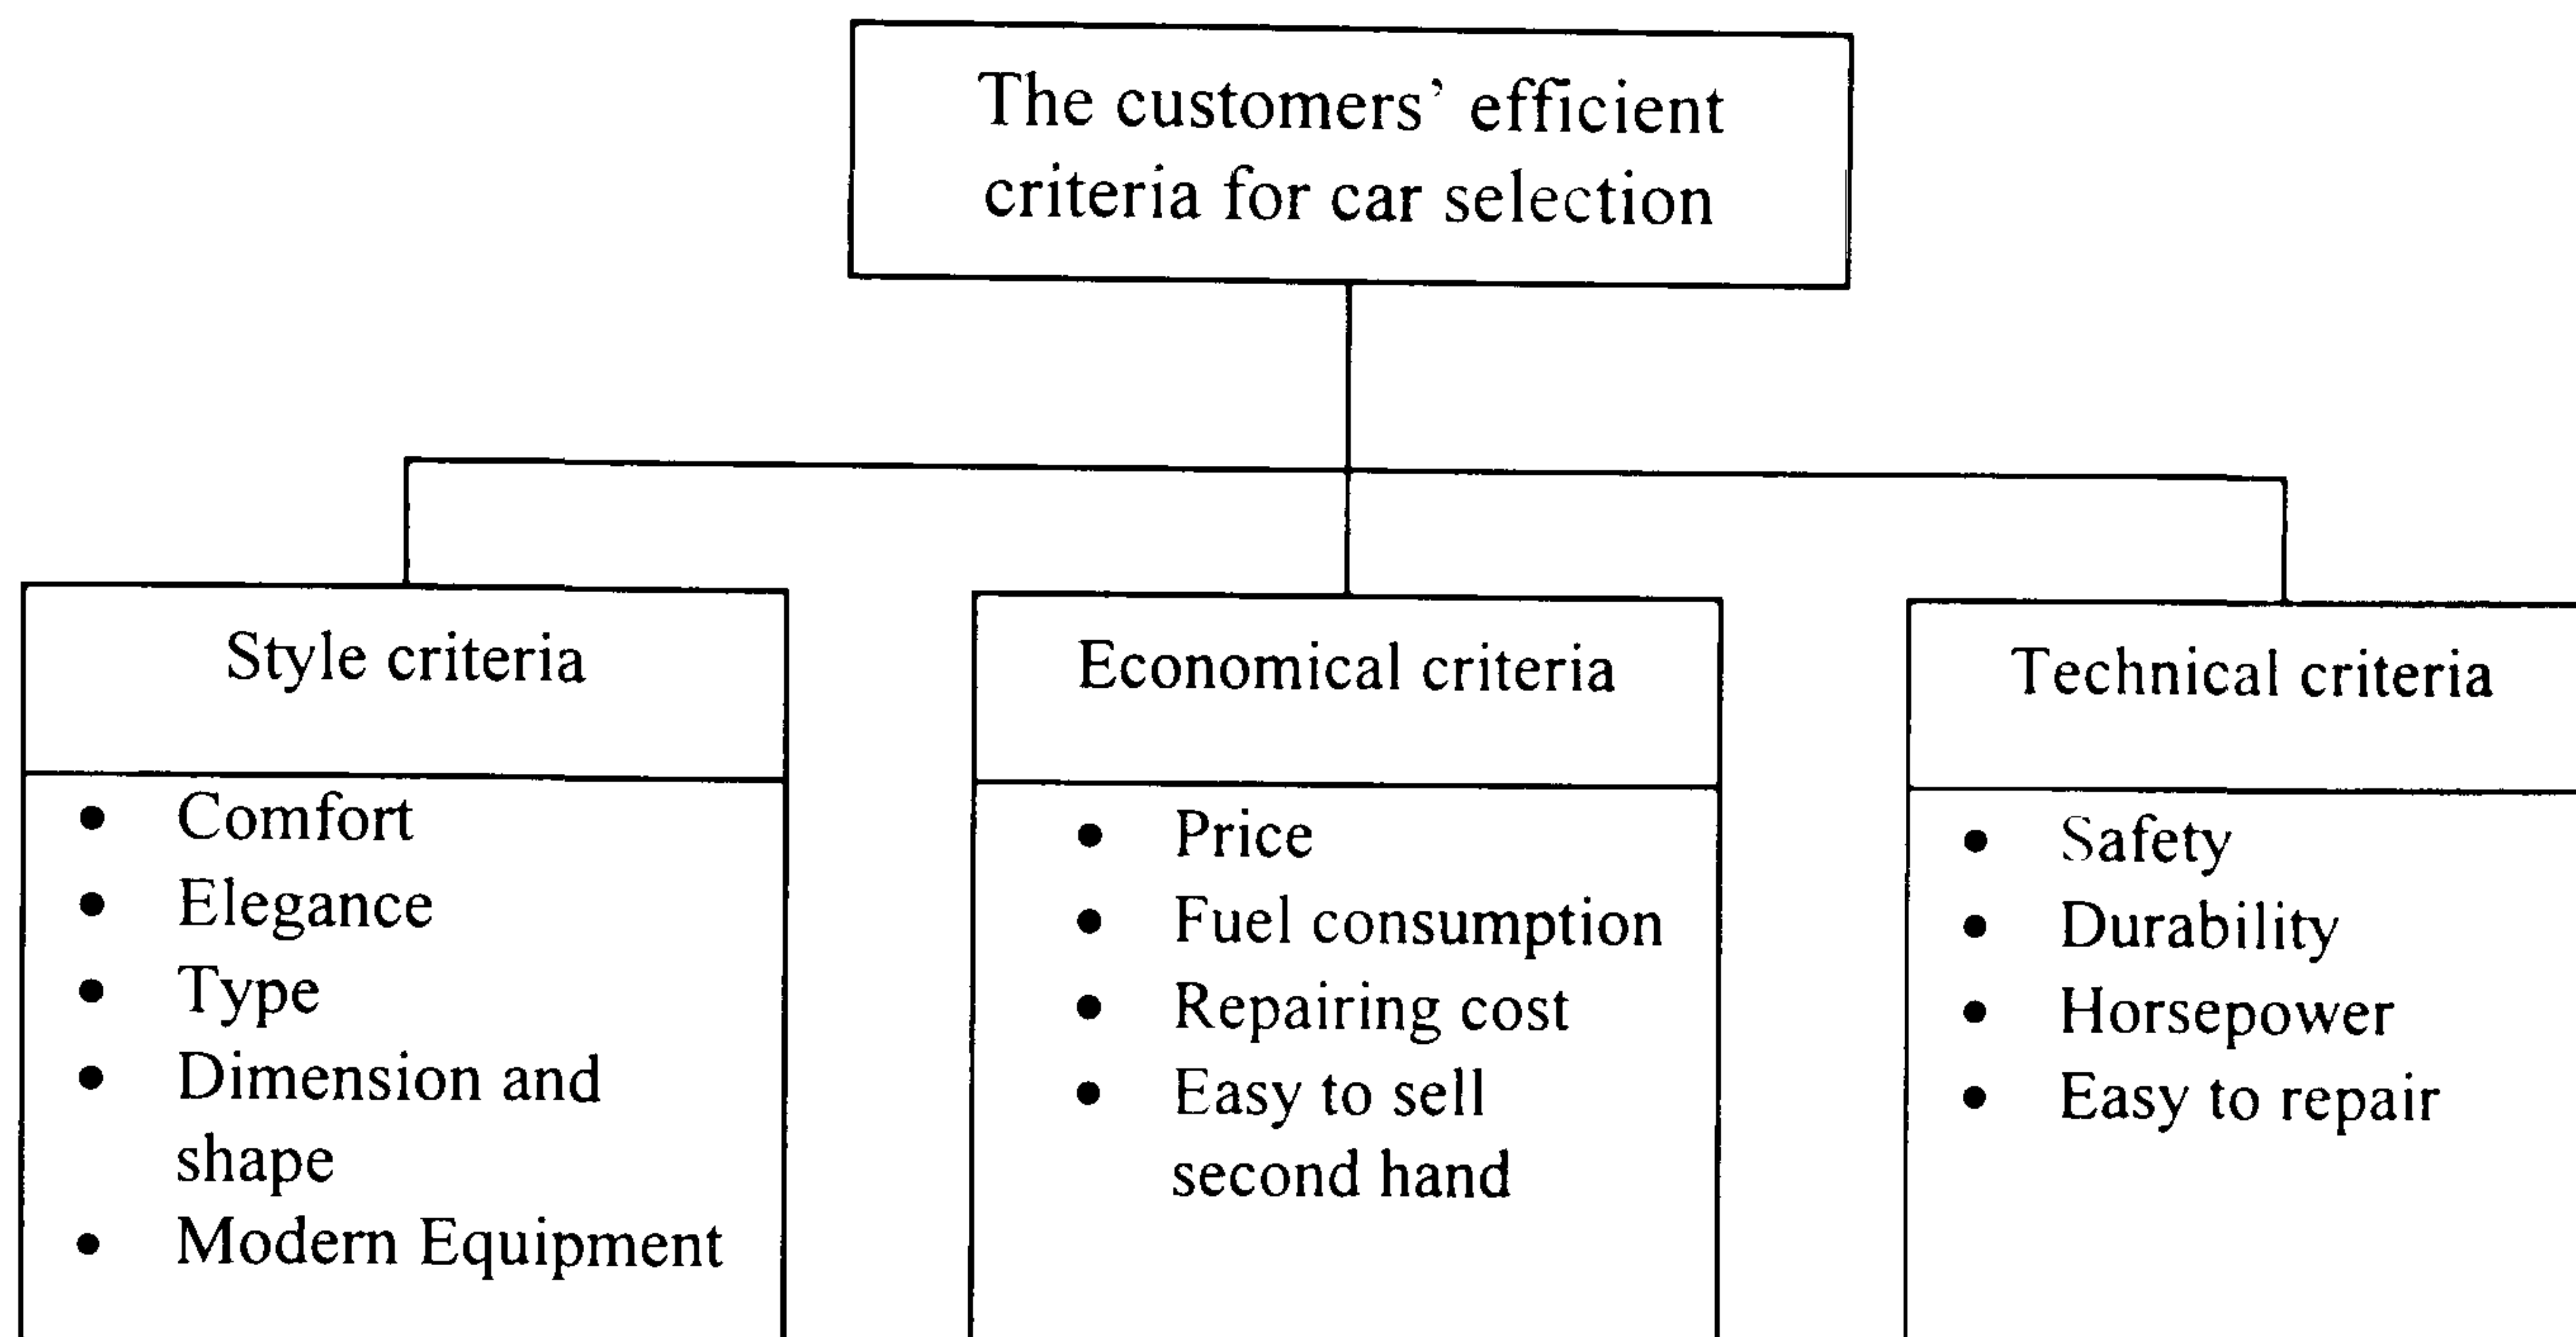 The customers’ efficient
criteria for car selection
Style criteria
• Comfort
• Elegance
• Type
• Dimension and
shape
• Modern Equipment
Economical criteria
• Price
• Fuel consumption
• Repairing cost
• Easy to sell
second hand
Technical criteria
• Safety
• Durability
• Horsepower
• Easy to repair